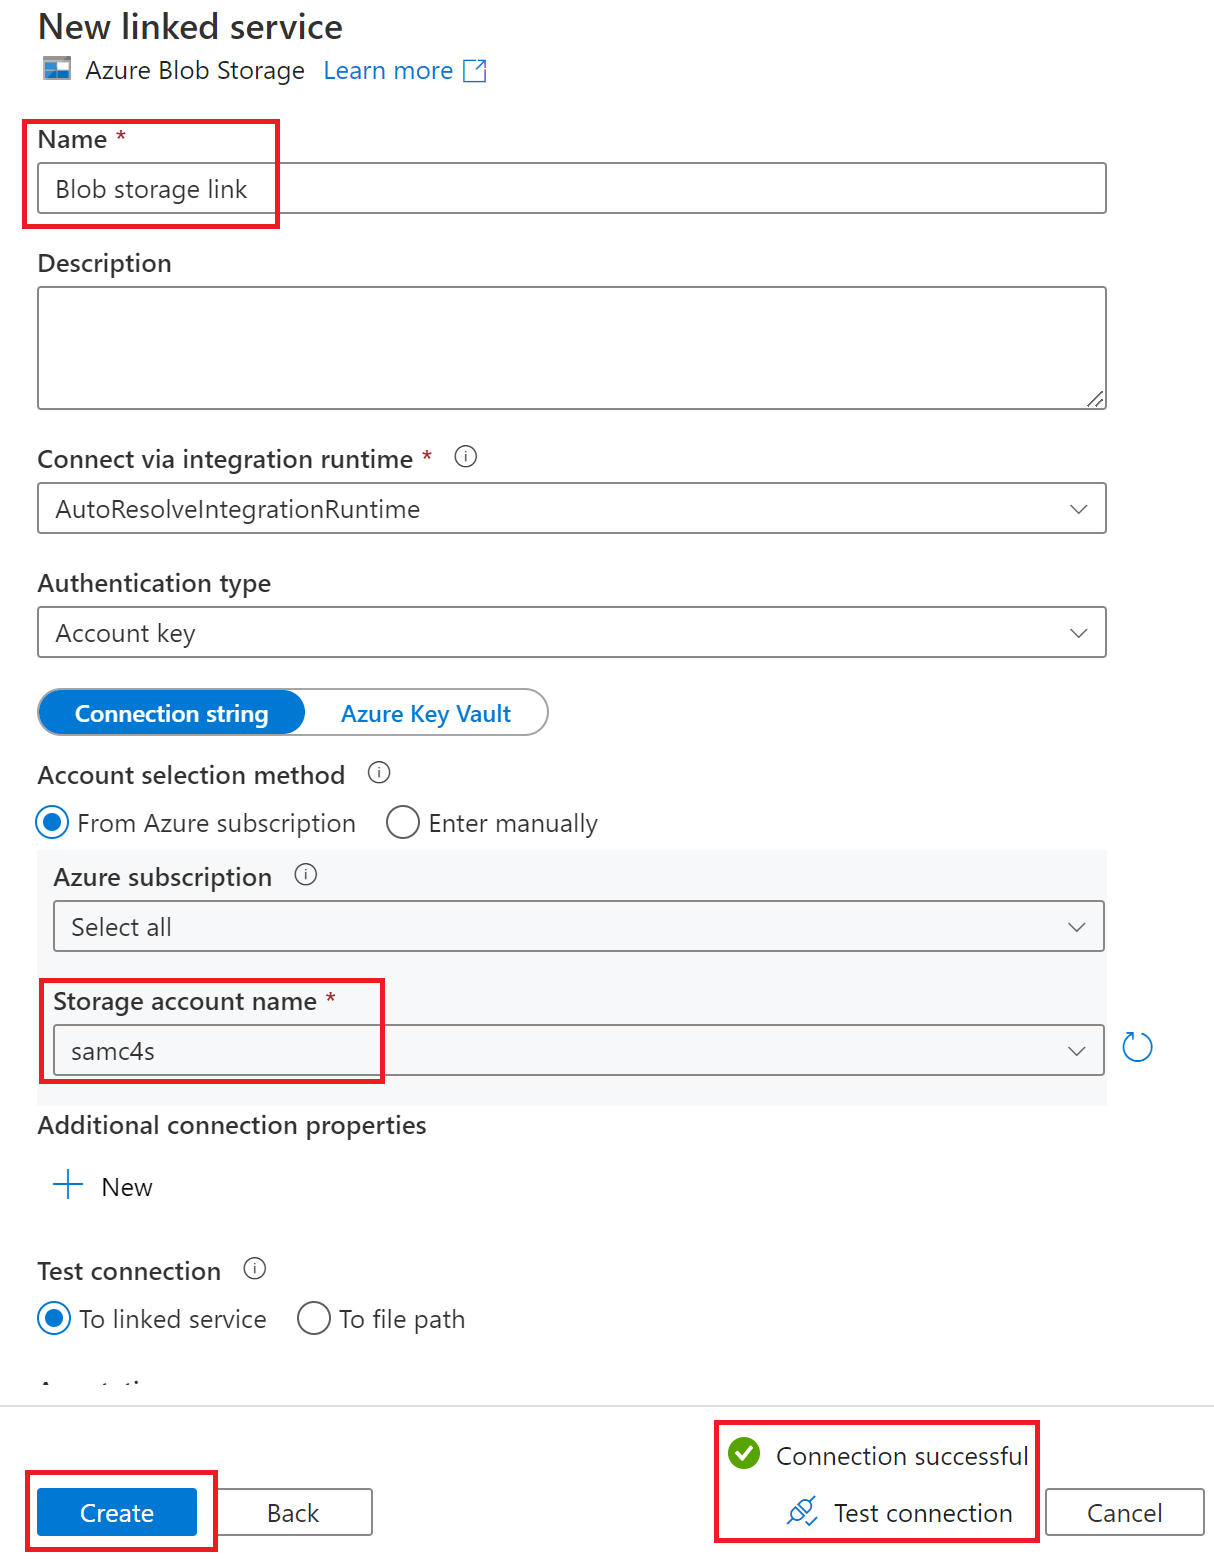 New linked service
Azure Blob Storage Learn more
Name *
Blob storage link
Description
Connect via integration runtime *
AutoResolveIntegrationRuntime
Authentication type
Account key
Connection string Azure Key Vault
Account selection method
From Azure subscription Enter manually
Azure subscription
Select all
Storage account name *
samc4s
Additional connection properties
New
Test connection
To linked service To file path
Connection successful
Create Back Test connection Cancel